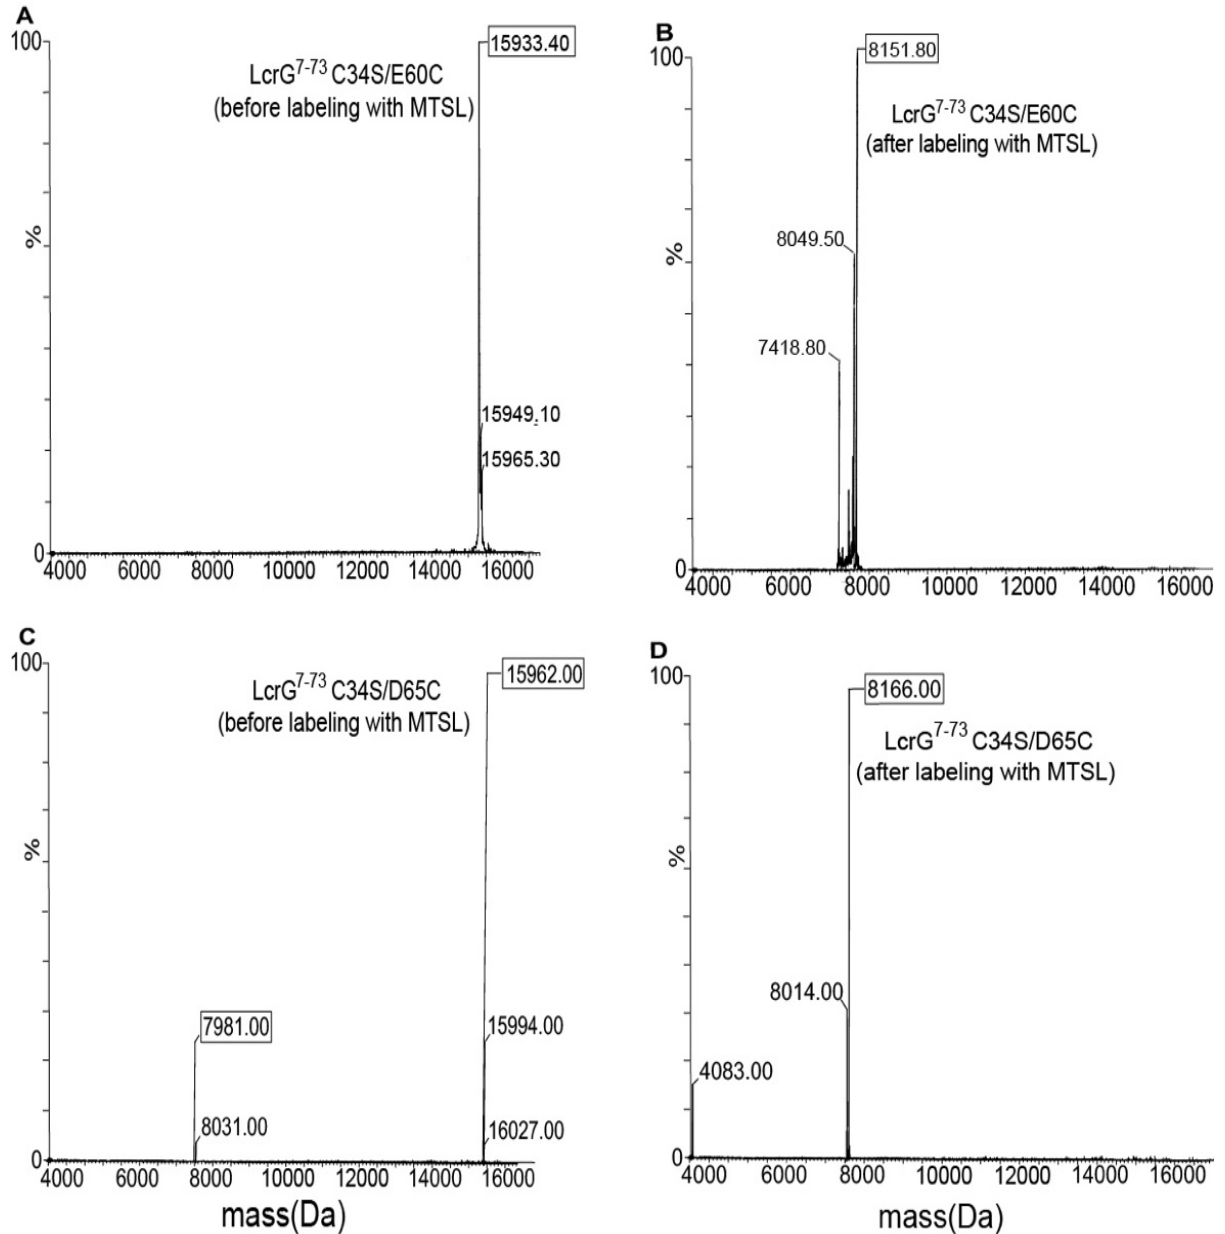 A
100
15933.40
LcrG7-73 C34S/E60C
(before labeling with MTSL)
%
15949.10
15965.30
0
4000 6000 8000 10000 12000 14000 16000
B
100
8151.80
LcrG7-73 C34S/E60C
(after labeling with MTSL)
8049.50
%
7418.80
0
4000 6000 8000 10000 12000 14000 16000
C
100
15962.00
LcrG7-73 C34S/D65C
(before labeling with MTSL)
%
7981.00
15994.00
8031.00
16027.00
0
4000 6000 8000 10000 12000 14000 16000
mass(Da)
D
100
8166.00
LcrG7-73 C34S/D65C
(after labeling with MTSL)
%
8014.00
4083.00
0
4000 6000 8000 10000 12000 14000 16000
mass(Da)